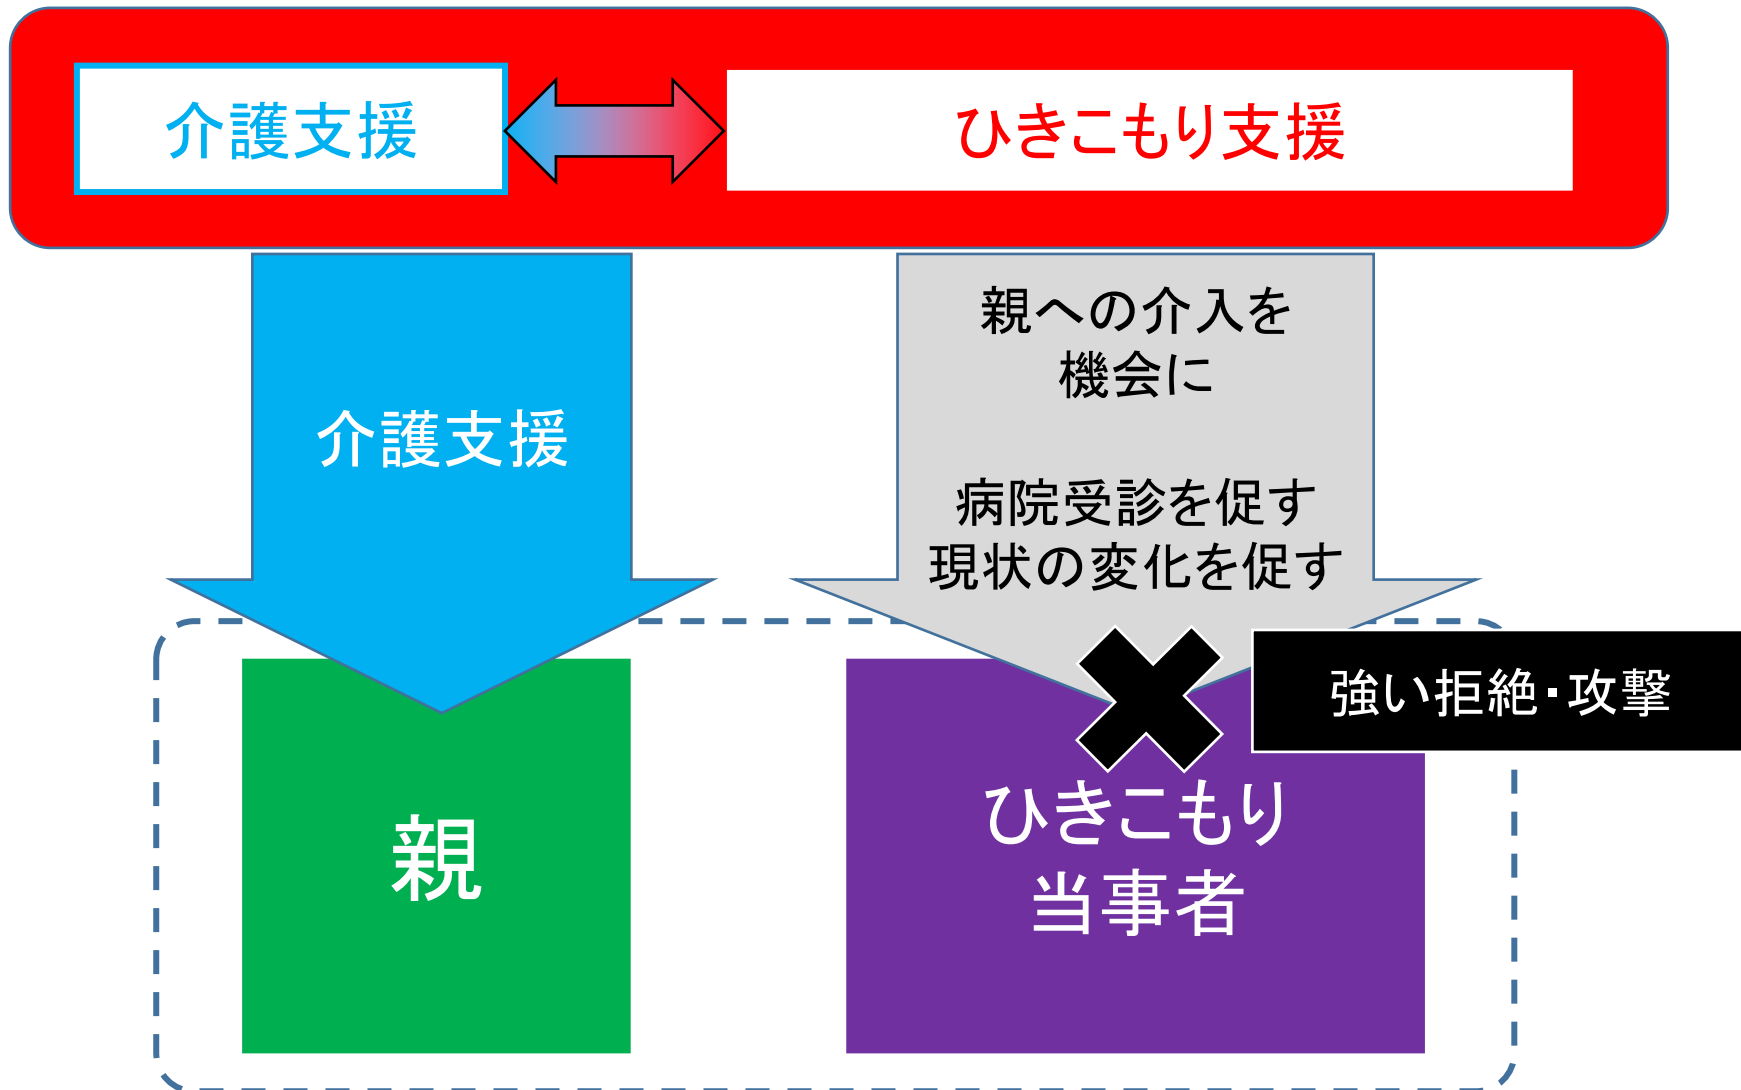 介護支援
ひきこもり支援
介護支援
親への介入を
機会に
病院受診を促す
現状の変化を促す
強い拒絶・攻撃
親
ひきこもり
当事者